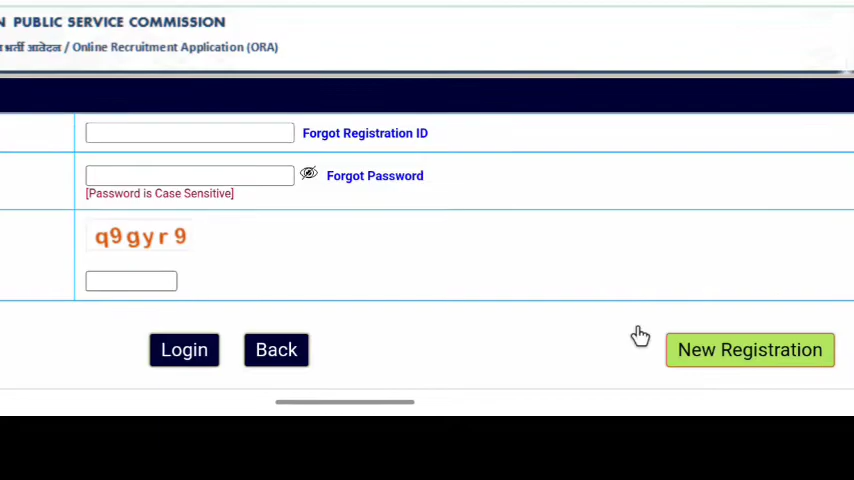 PUBLIC SERVICE COMMISSION
भर्ती आवेदन / Online Recruitment Application (ORA)
Forgot Registration ID
Forgot Password
[Password is Case Sensitive]
q9gyr9
Login
Back
New Registration